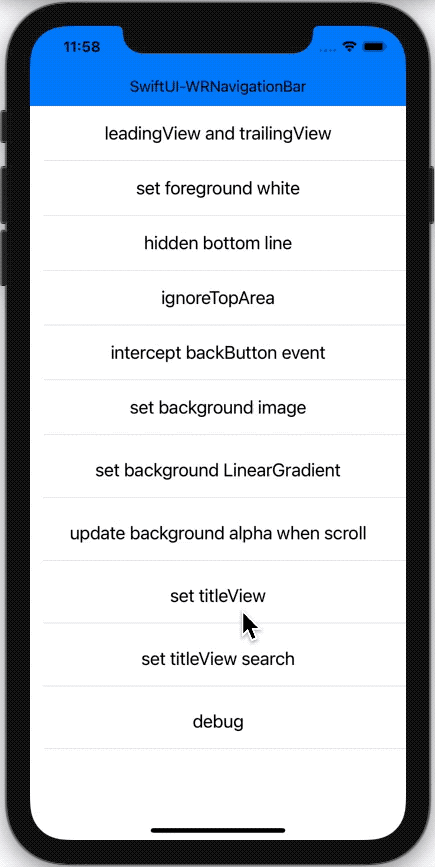 11:58
SwiftUI-WRNavigationBar
leadingView and trailingView
set foreground white
hidden bottom line
ignoreTopArea
intercept backButton event
set background image
set background LinearGradient
update background alpha when scroll
set titleView
set titleView search
debug